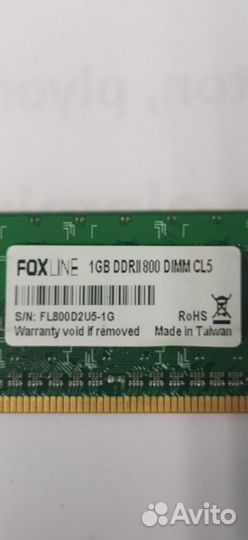 FOXLINE 1GB DDRII 800 DIMM CL5
S/N: FL800D2U5-1G RoHS
Warranty void if removed Made in Taiwan
Avito